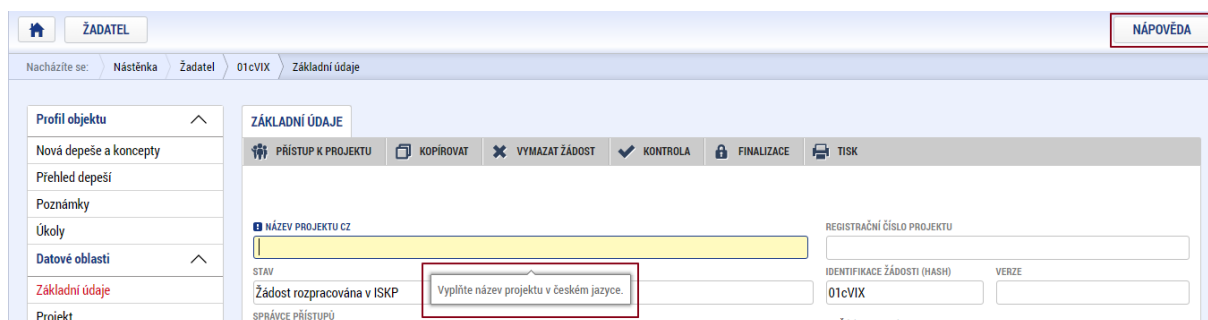 ŽADATEL
NÁPOVĚDA
Nacházíte se: Nástěnka Žadatel 01cVIX Základní údaje
Profil objektu
Nová depeše a koncepty
Přehled depeší
Poznámky
Úkoly
Datové oblasti
Základní údaje
Projekt
ZÁKLADNÍ ÚDAJE
PŘÍSTUP K PROJEKTU KOPÍROVAT VYMAZAT ŽÁDOST KONTROLA FINALIZACE TISK
NÁZEV PROJEKTU CZ
REGISTRAČNÍ ČÍSLO PROJEKTU
STAV
Žádost rozpracována v ISKP
Vyplňte název projektu v českém jazyce.
IDENTIFIKACE ŽÁDOSTI (HASH) VERZE
01cVIX
SPRÁVCE PŘÍSTUPŮ